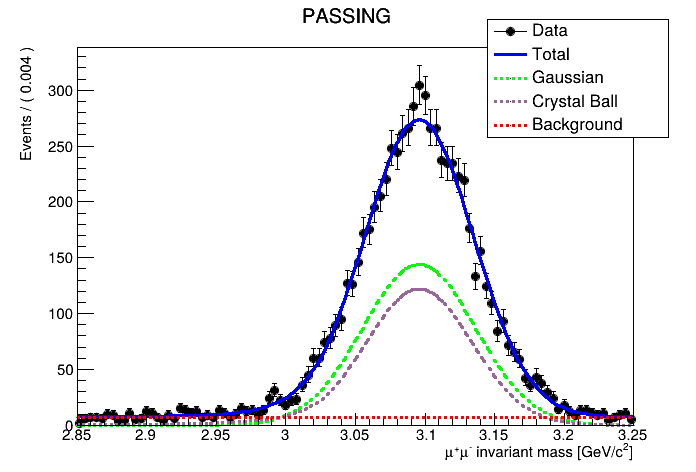 PASSING
Data
Total
Gaussian
Crystal Ball
Background
Events / ( 0.004 )
300
250
200
150
100
50
0
2.85 2.9 2.95 3 3.05 3.1 3.15 3.2 3.25
μ⁺μ⁻ invariant mass [GeV/c²]